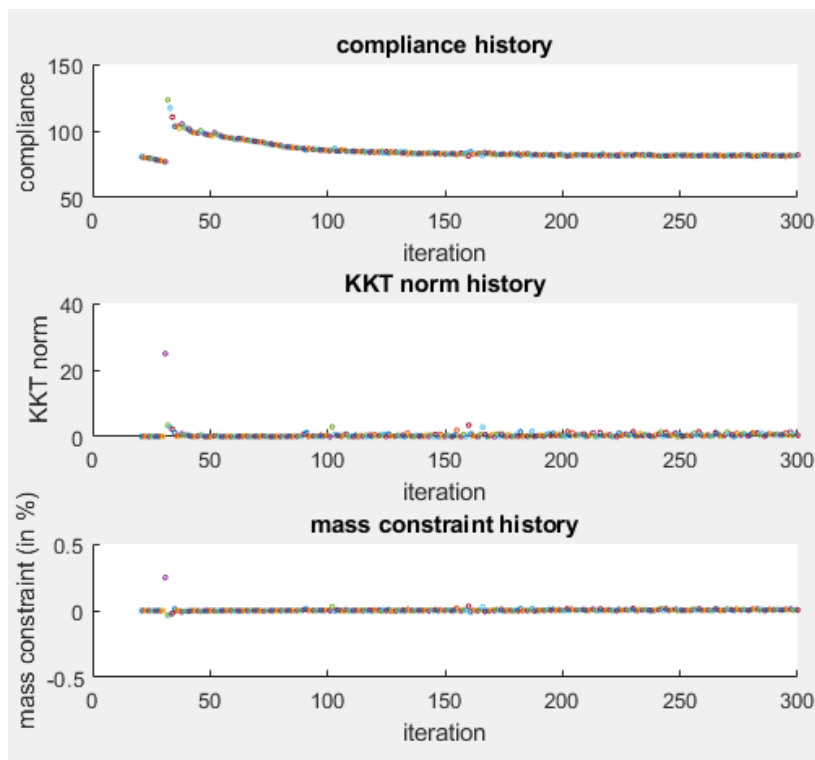 compliance history
150
100
50
compliance
0 50 100 150 200 250 300
iteration
KKT norm history
40
20
0
KKT norm
0 50 100 150 200 250 300
iteration
mass constraint history
0.5
0
-0.5
mass constraint (in %)
0 50 100 150 200 250 300
iteration